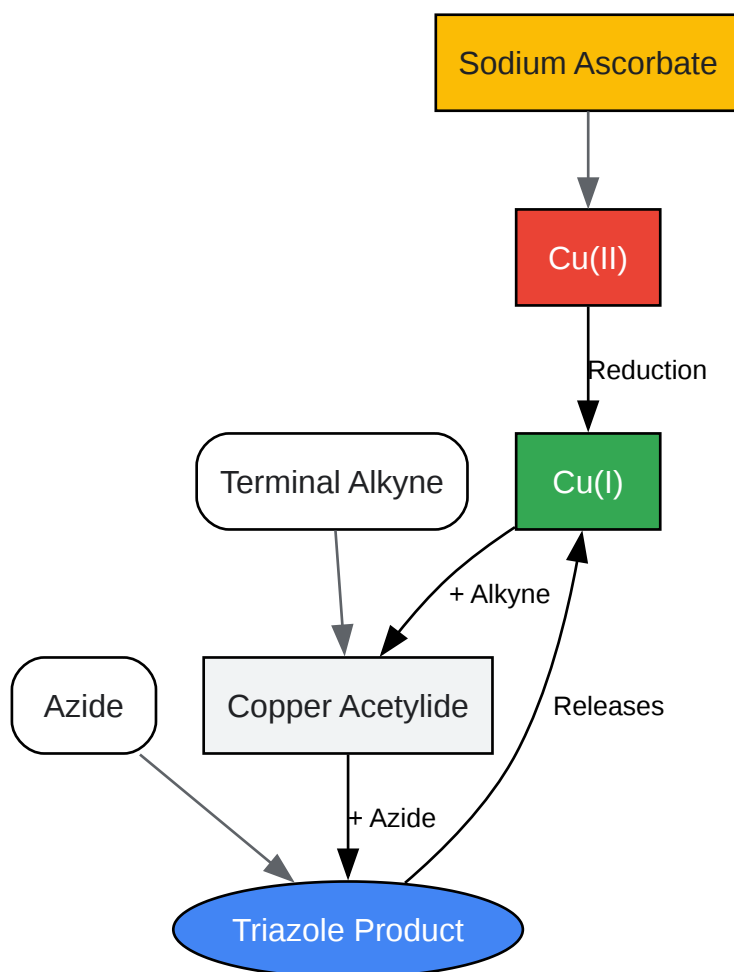 Sodium Ascorbate
Cu(II)
Reduction
Terminal Alkyne
Cu(I)
+ Alkyne
Azide
Copper Acetylide
Releases
+ Azide
Triazole Product